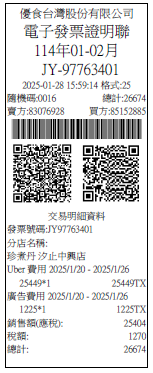 優食台灣股份有限公司
電子發票證明聯
114年01-02月
JY-97763401
2025-01-28 15:59:14 格式:25
隨機碼:0016 總計:26674
賣方:83076928 買方:85152885
交易明細資料
發票號碼:JY97763401
分店名稱:
珍煮丹 汐止中興店
Uber 費用 2025/1/20 - 2025/1/26
25449*1 25449TX
廣告費用 2025/1/20 - 2025/1/26
1225*1 1225TX
銷售額(應稅): 25404
稅額: 1270
總計: 26674